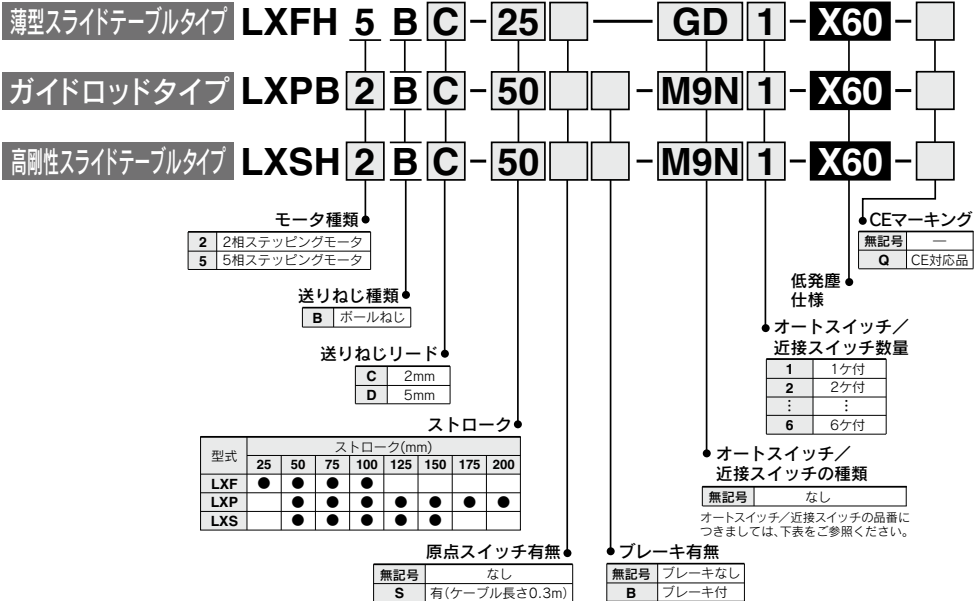 薄型スライドテーブルタイプ LXFH 5 B C - 25 GD 1 - X60 -
ガイドロッドタイプ LXPB 2 B C - 50 - M9N 1 - X60 -
高剛性スライドテーブルタイプ LXSH 2 B C - 50 - M9N 1 - X60 -
モータ種類
2 2相ステッピングモータ
5 5相ステッピングモータ
送りねじ種類
B ボールねじ
送りねじリード
C 2mm
D 5mm
ストローク
型式 ストローク(mm)
25 50 75 100 125 150 175 200
LXF ● ● ● ●
LXP ● ● ● ● ● ● ●
LXS ● ● ● ● ●
原点スイッチ有無
無記号 なし
S 有(ケーブル長さ0.3m)
ブレーキ有無
無記号 ブレーキなし
B ブレーキ付
オートスイッチ/
近接スイッチの種類
無記号 なし
オートスイッチ/近接スイッチの品番に
つきましては、下表をご参照ください。
オートスイッチ/
近接スイッチ数量
1 1ケ付
2 2ケ付
⋮ ⋮
6 6ケ付
低発塵
仕様
CEマーキング
無記号 —
Q CE対応品